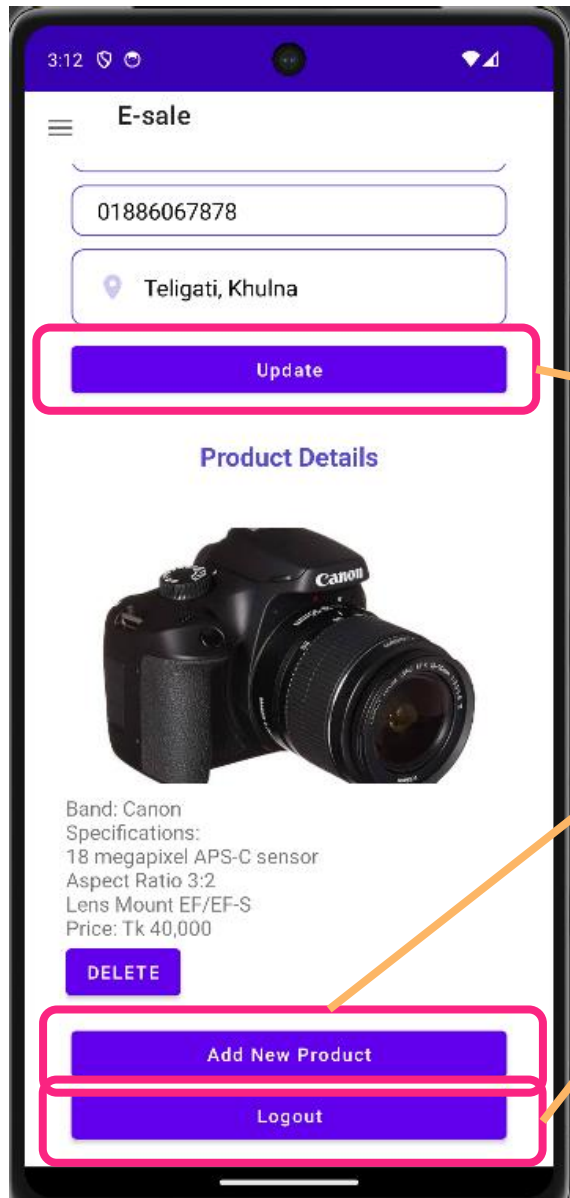 3:12
E-sale
01886067878
Teligati, Khulna
Update
Product Details
Canon
Band: Canon
Specifications:
18 megapixel APS-C sensor
Aspect Ratio 3:2
Lens Mount EF/EF-S
Price: Tk 40,000
DELETE
Add New Product
Logout